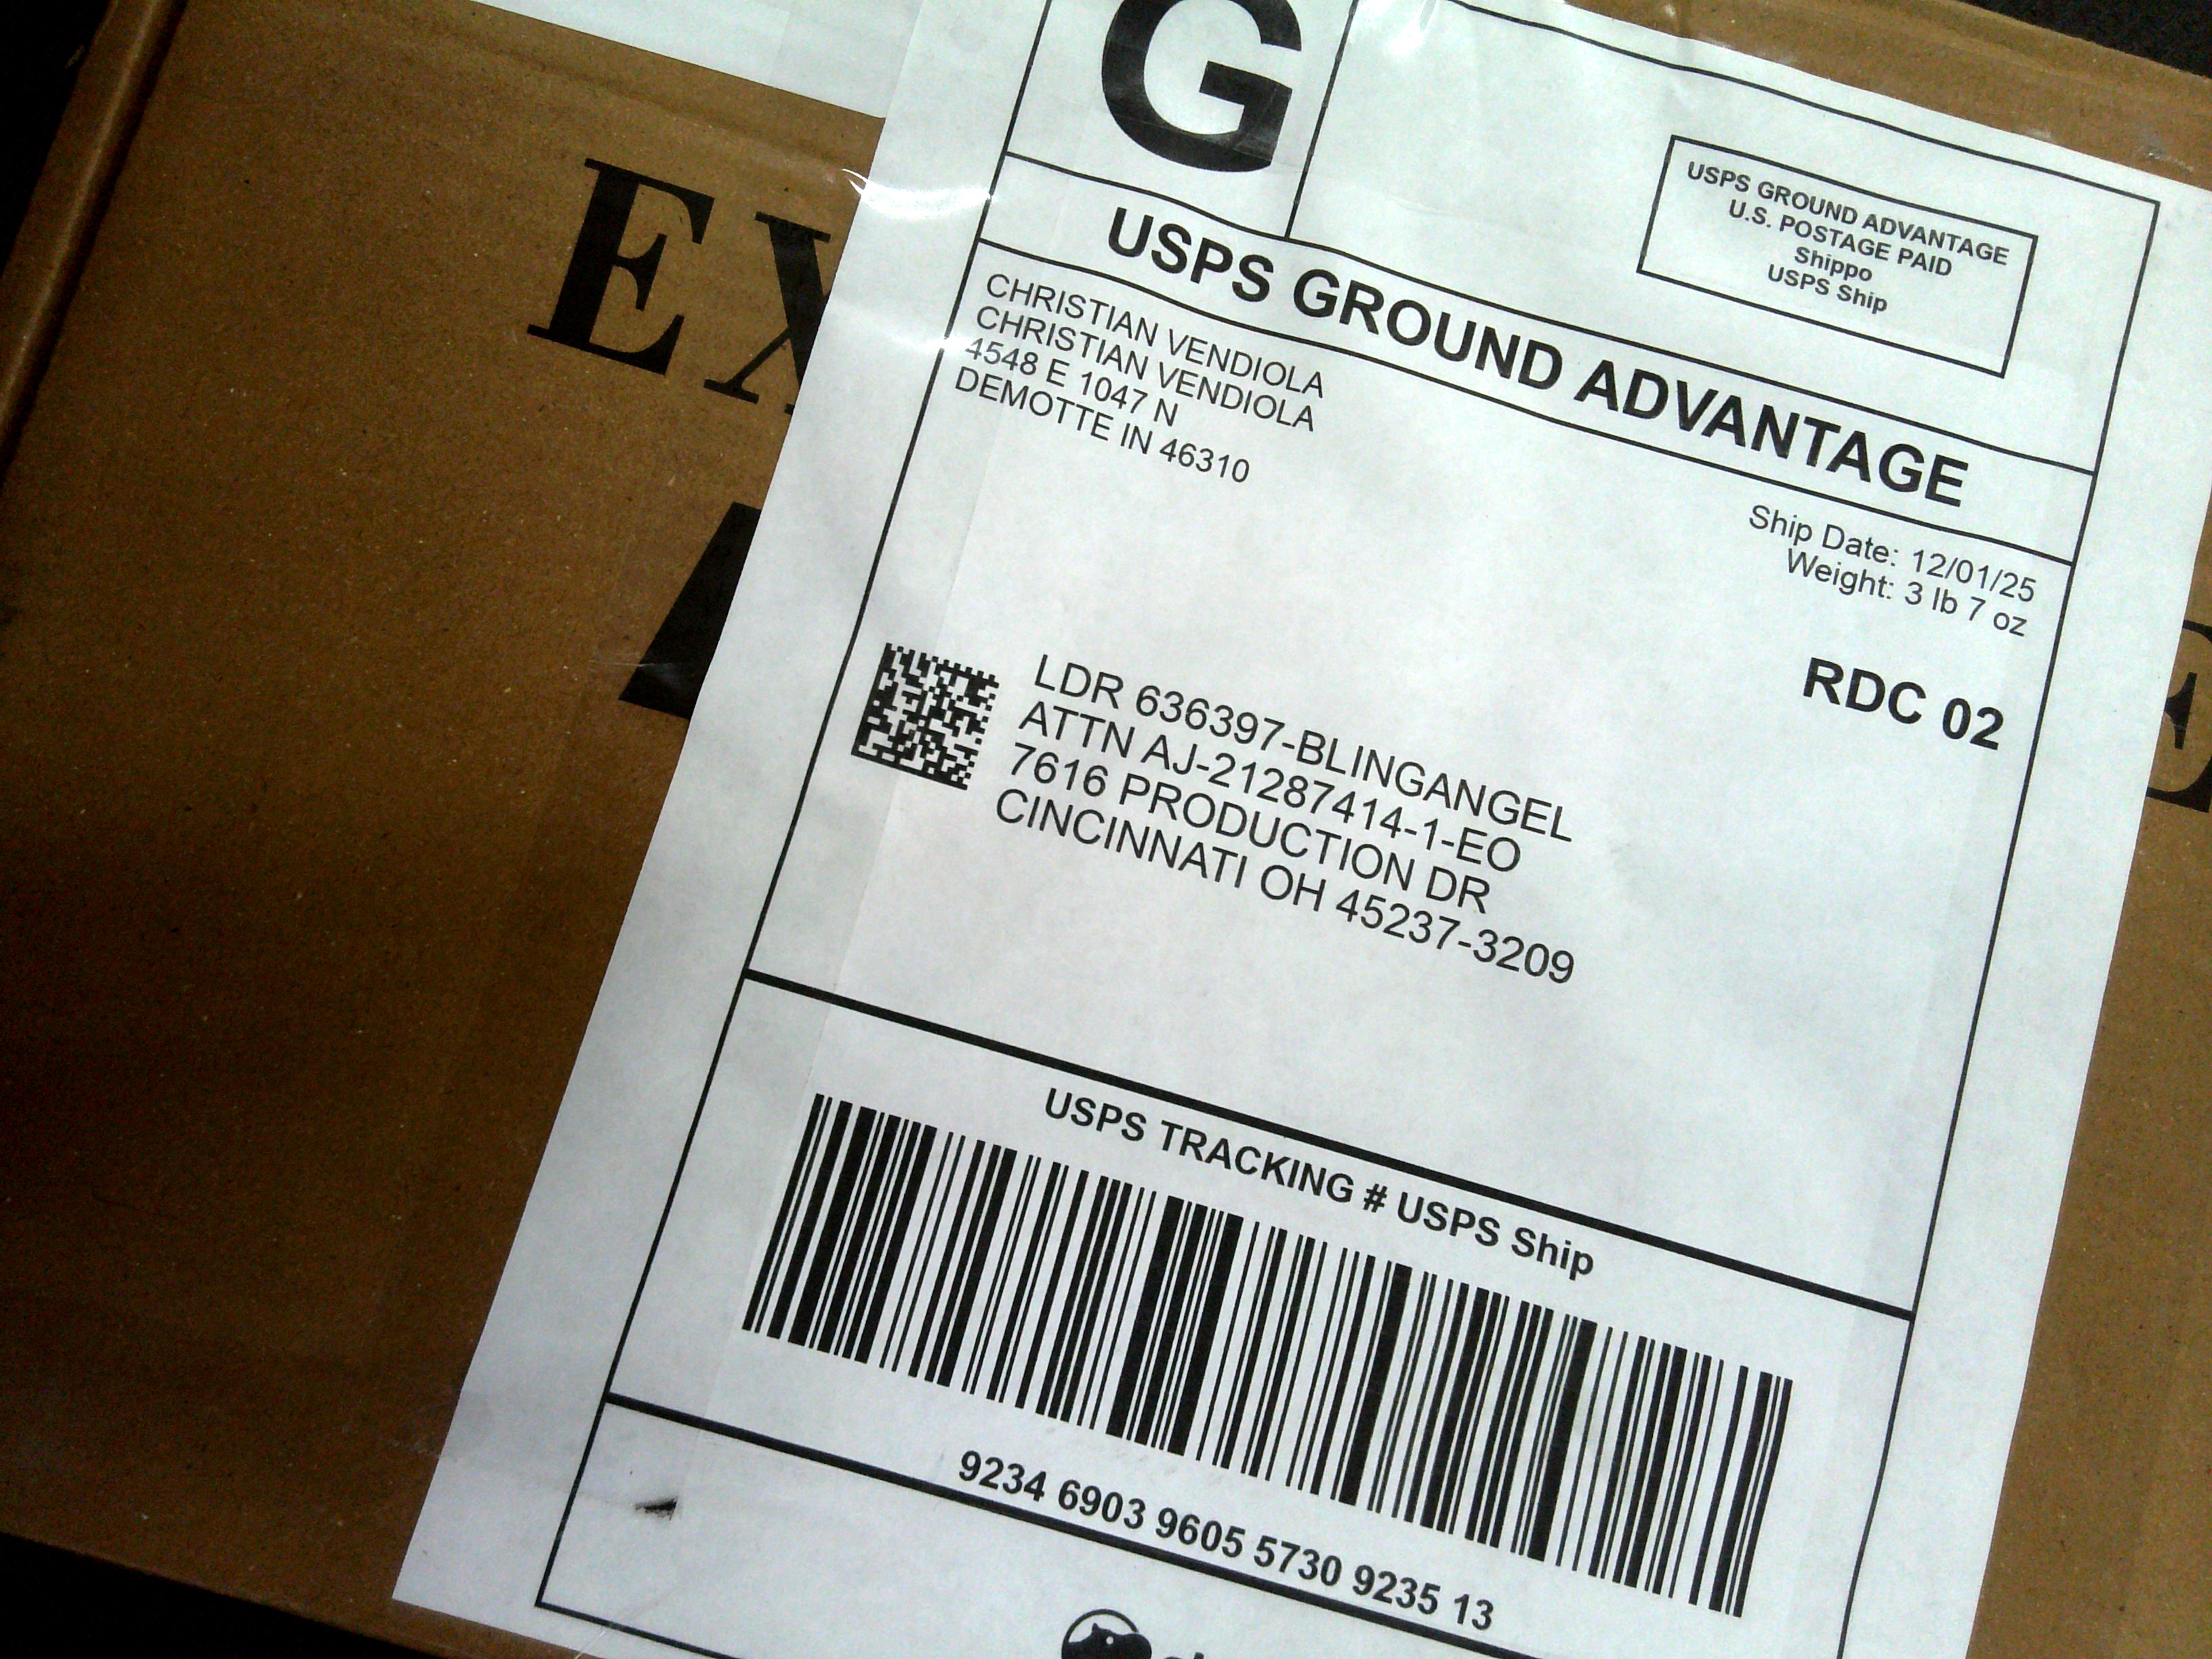 G
USPS GROUND ADVANTAGE
U.S. POSTAGE PAID
Shippo
USPS Ship
USPS GROUND ADVANTAGE
CHRISTIAN VENDIOLA
CHRISTIAN VENDIOLA
4548 E 1047 N
DEMOTTE IN 46310
Ship Date: 12/01/25
Weight: 3 lb 7 oz
RDC 02
LDR 636397-BLINGANGEL
ATTN AJ-21287414-1-EO
7616 PRODUCTION DR
CINCINNATI OH 45237-3209
USPS TRACKING # USPS Ship
9234 6903 9605 5730 9235 13
EX
E